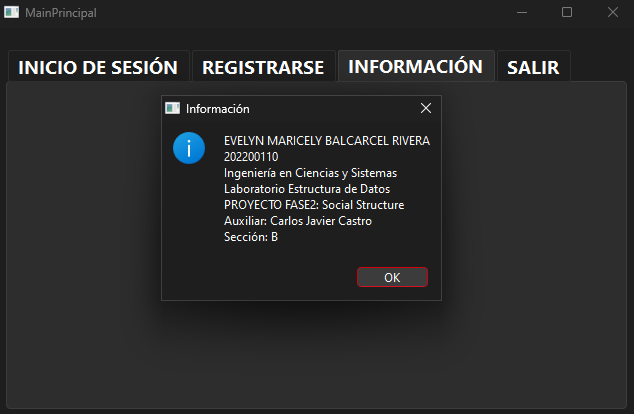 MainPrincipal
INICIO DE SESIÓN REGISTRARSE INFORMACIÓN SALIR
Información
EVELYN MARICELY BALCARCEL RIVERA
202200110
Ingeniería en Ciencias y Sistemas
Laboratorio Estructura de Datos
PROYECTO FASE2: Social Structure
Auxiliar: Carlos Javier Castro
Sección: B
OK